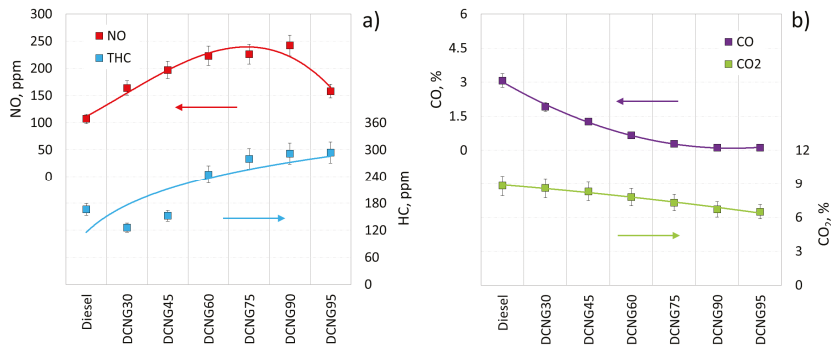 a)
NO
THC
NO, ppm
300
250
200
150
100
50
0
360
300
240
180
120
60
0
HC, ppm
Diesel
DCNG30
DCNG45
DCNG60
DCNG75
DCNG90
DCNG95
b)
CO
CO2
CO, %
6
4.5
3
1.5
0
12
9
6
3
0
CO₂, %
Diesel
DCNG30
DCNG45
DCNG60
DCNG75
DCNG90
DCNG95